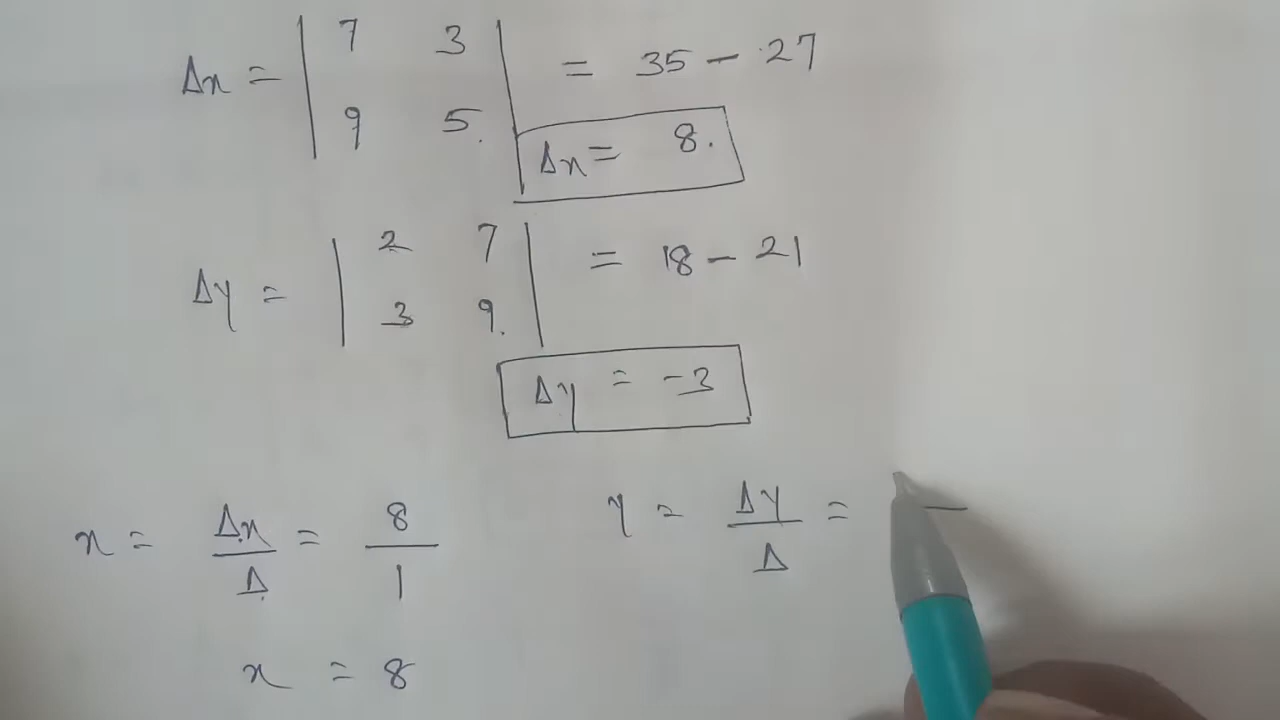 Δx = | 7 3 | = 35 - 27
| 9 5. |
Δx = 8.
Δy = | 2 7 | = 18 - 21
| 3 9. |
Δy = -3
x = Δx/Δ = 8/1 y = Δy/Δ =
x = 8